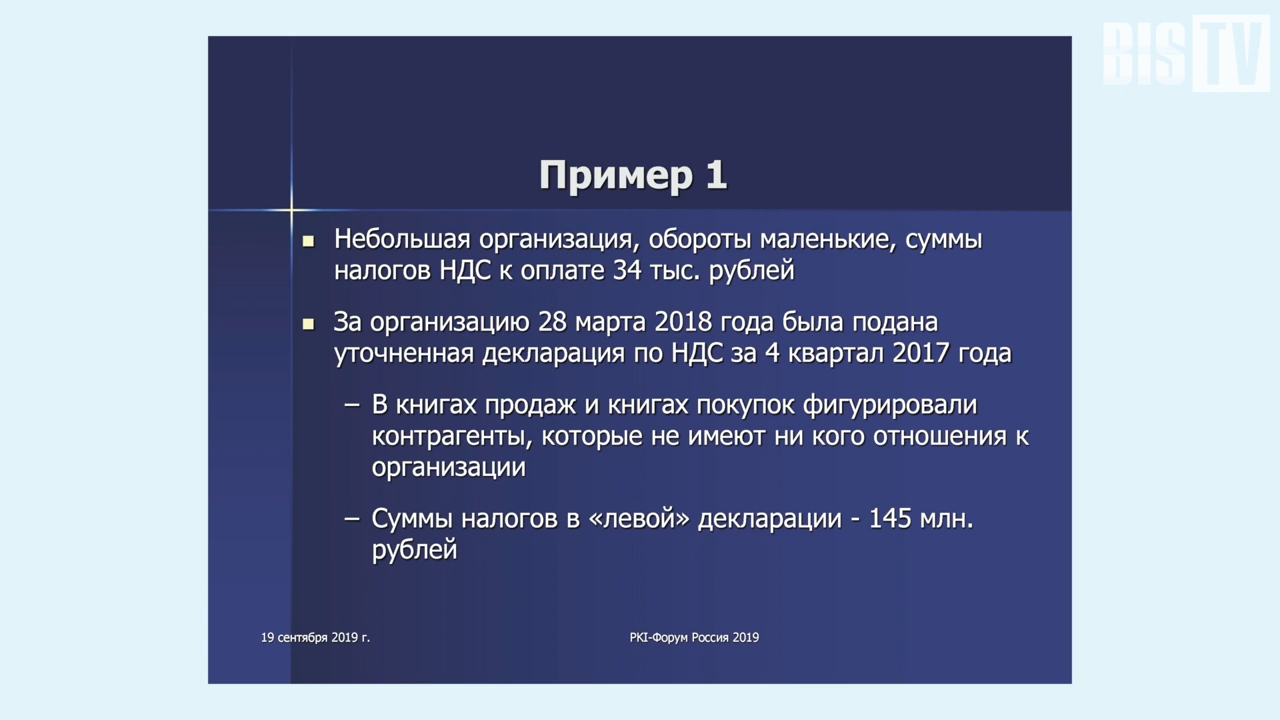 BIS TV
Пример 1
Небольшая организация, обороты маленькие, суммы
налогов НДС к оплате 34 тыс. рублей
За организацию 28 марта 2018 года была подана
уточненная декларация по НДС за 4 квартал 2017 года
– В книгах продаж и книгах покупок фигурировали
контрагенты, которые не имеют ни кого отношения к
организации
– Суммы налогов в «левой» декларации - 145 млн.
рублей
19 сентября 2019 г.
PKI-Форум Россия 2019